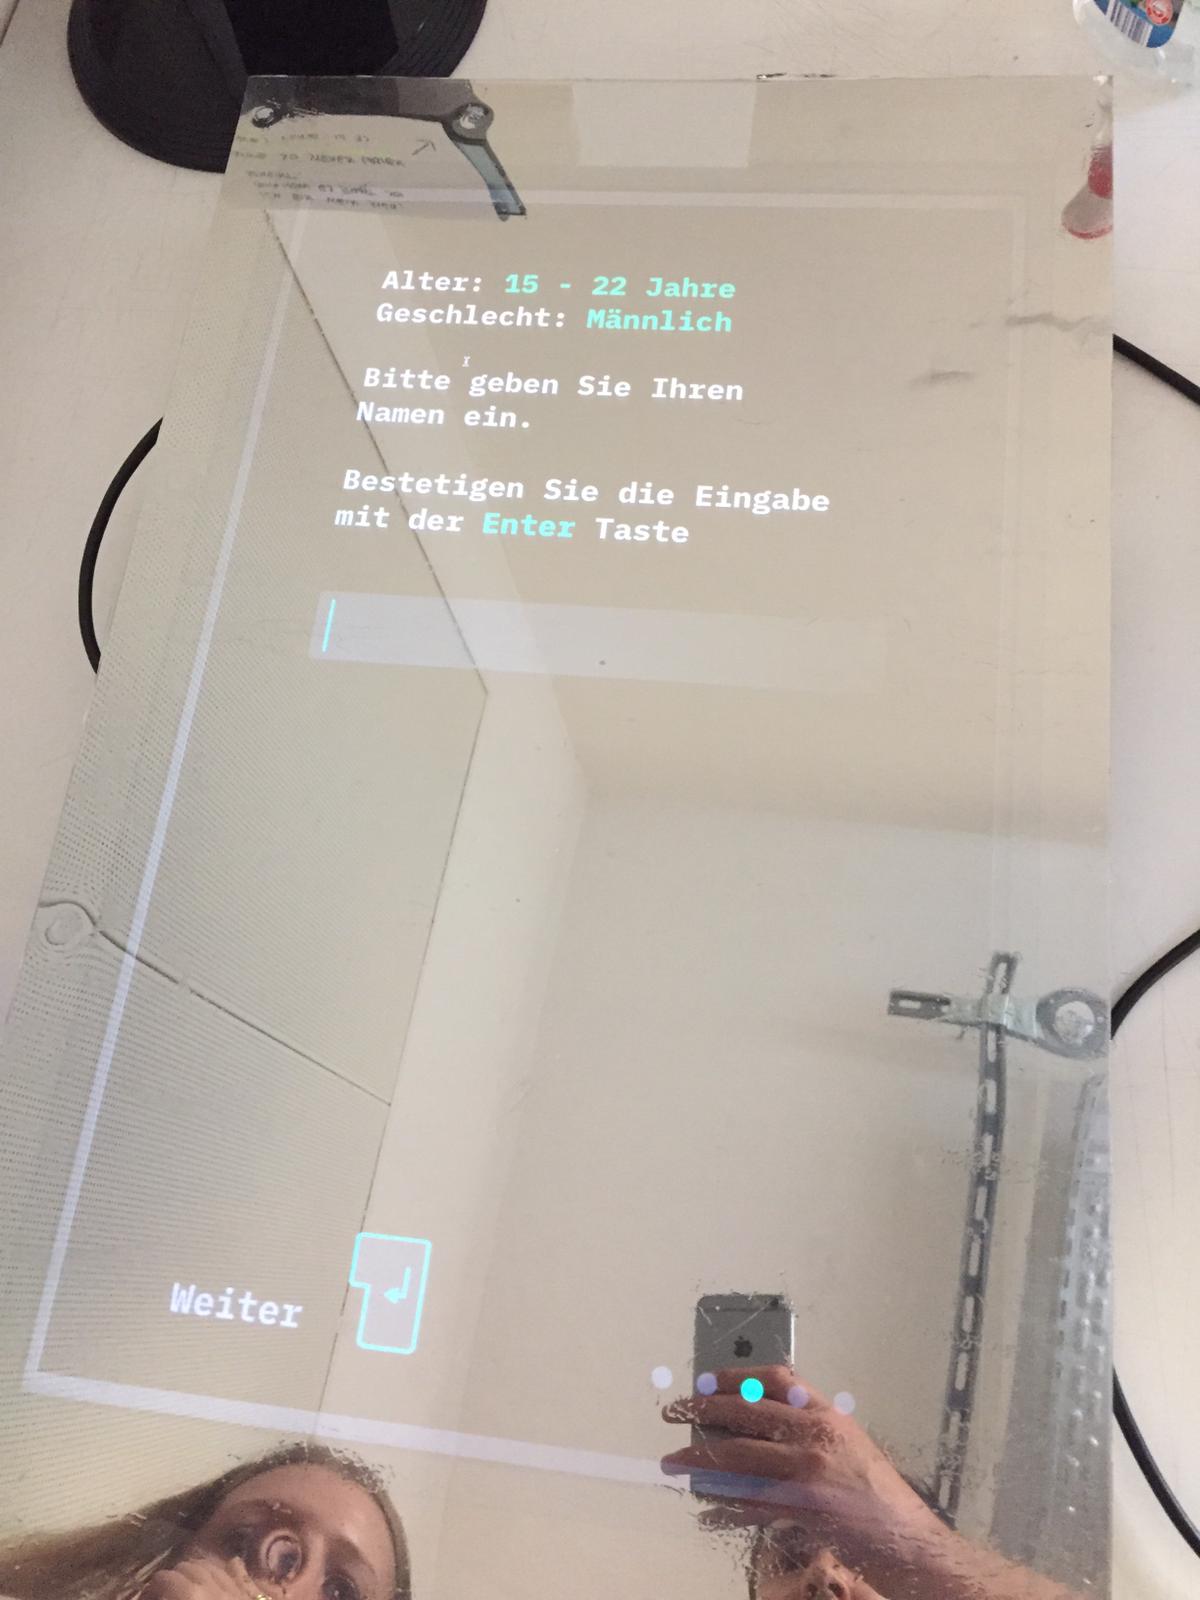 Alter: 15 - 22 Jahre
Geschlecht: Männlich
Bitte geben Sie Ihren
Namen ein.
Bestetigen Sie die Eingabe
mit der Enter Taste
Weiter